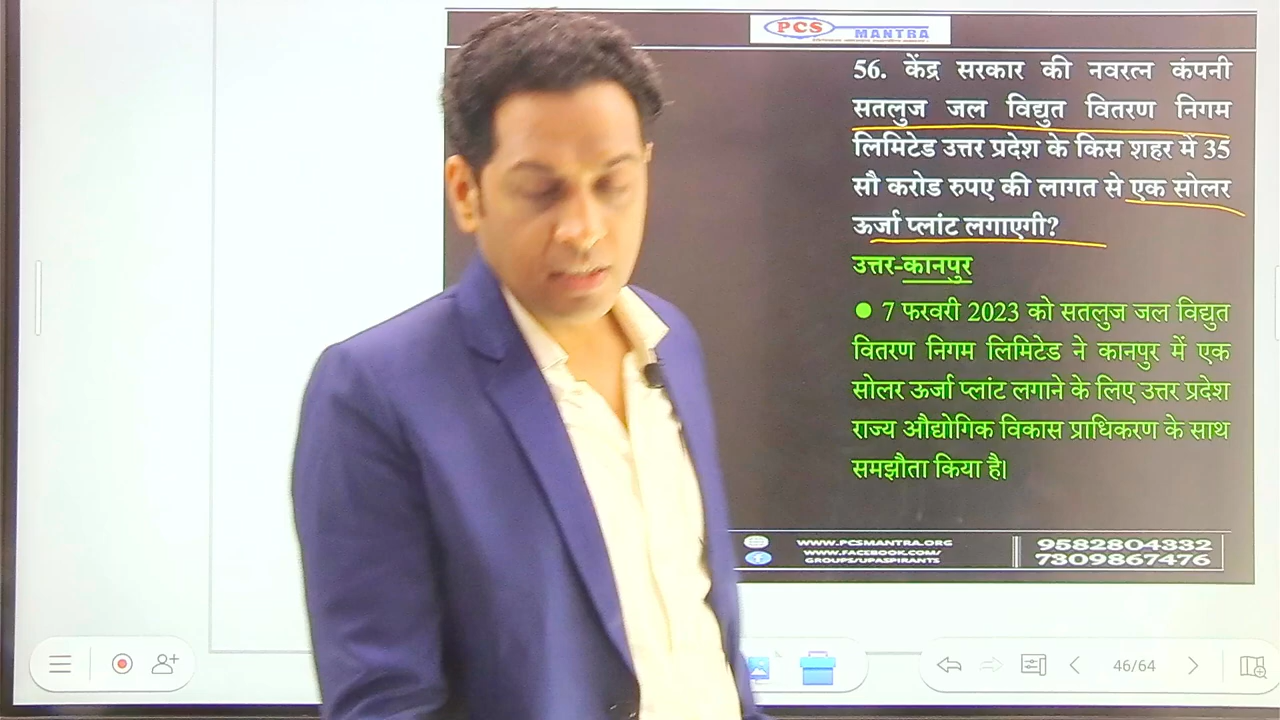 PCS MANTRA
56. केंद्र सरकार की नवरत्न कंपनी
सतलुज जल विद्युत वितरण निगम
लिमिटेड उत्तर प्रदेश के किस शहर में 35
सौ करोड रुपए की लागत से एक सोलर
ऊर्जा प्लांट लगाएगी?
उत्तर-कानपुर
● 7 फरवरी 2023 को सतलुज जल विद्युत
वितरण निगम लिमिटेड ने कानपुर में एक
सोलर ऊर्जा प्लांट लगाने के लिए उत्तर प्रदेश
राज्य औद्योगिक विकास प्राधिकरण के साथ
समझौता किया है।
WWW.PCSMANTRA.ORG
WWW.FACEBOOK.COM/
GROUPS/UPASPIRANTS
9582804332
7309867476
46/64